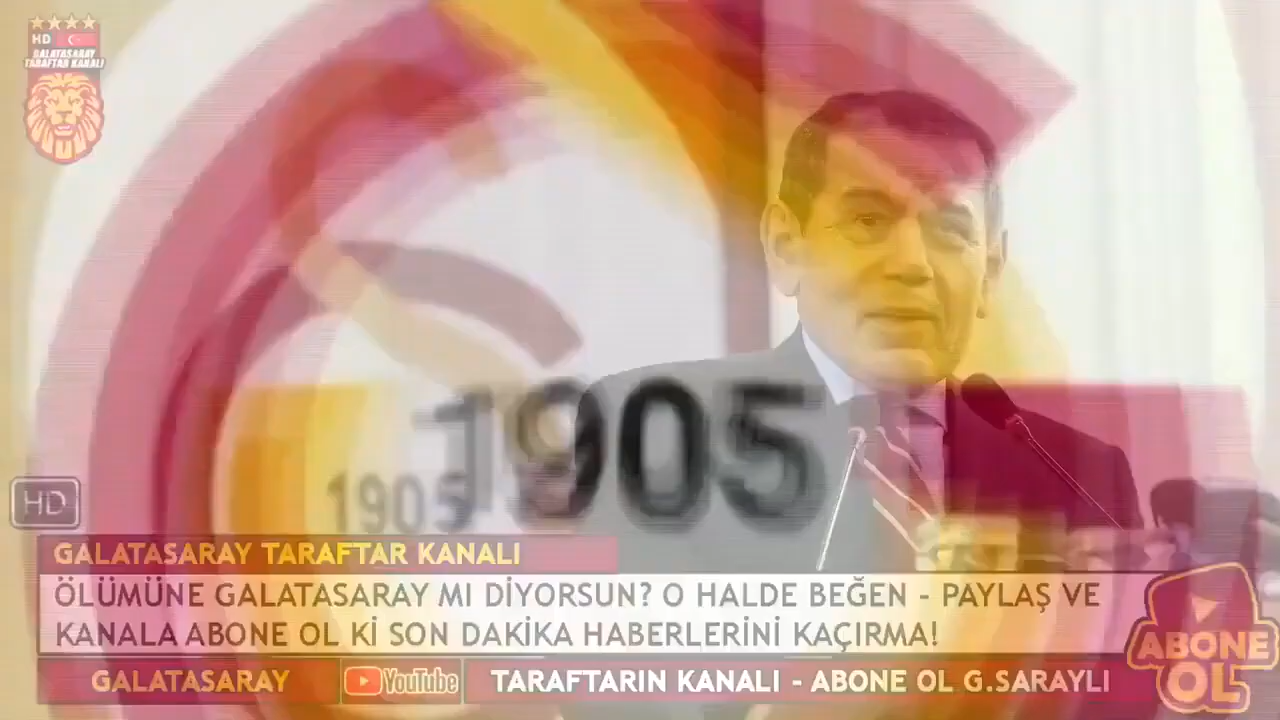 HD
GALATASARAY
TARAFTAR KANALI
1905
1905
HD
GALATASARAY TARAFTAR KANALI
ÖLÜMÜNE GALATASARAY MI DİYORSUN? O HALDE BEĞEN - PAYLAŞ VE
KANALA ABONE OL Kİ SON DAKİKA HABERLERİNİ KAÇIRMA!
ABONE
OL
GALATASARAY
YouTube
TARAFTARIN KANALI - ABONE OL G.SARAYLI